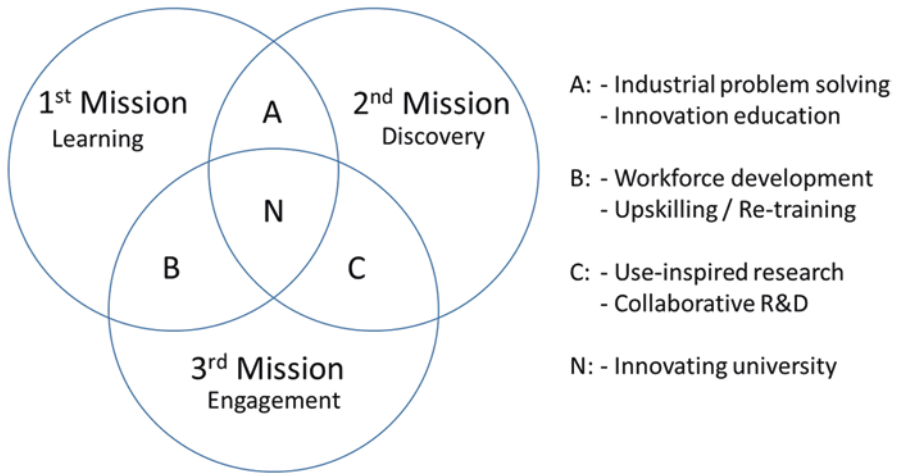 1st Mission
Learning
A
2nd Mission
Discovery
N
B
C
3rd Mission
Engagement
A: - Industrial problem solving
- Innovation education
B: - Workforce development
- Upskilling / Re-training
C: - Use-inspired research
- Collaborative R&D
N: - Innovating university